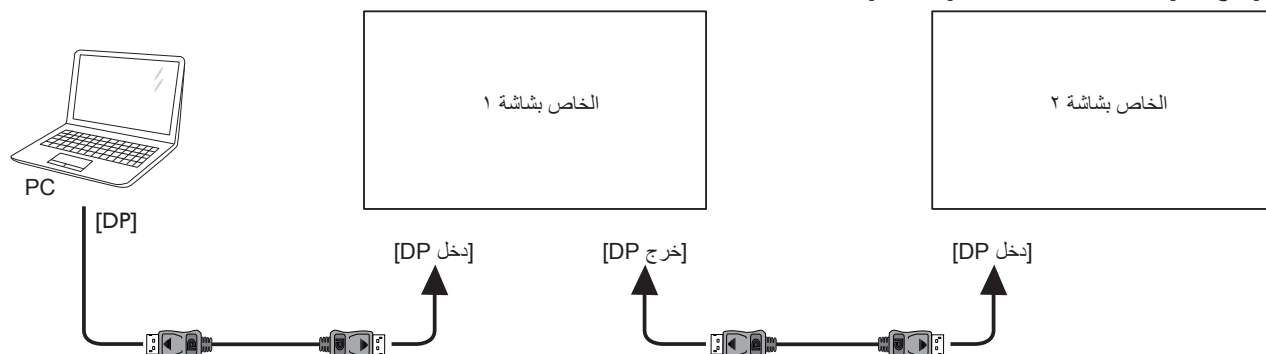 الخاص بشاشة ١
الخاص بشاشة ٢
PC
[DP]
[دخل DP]
[خرج DP]
[دخل DP]